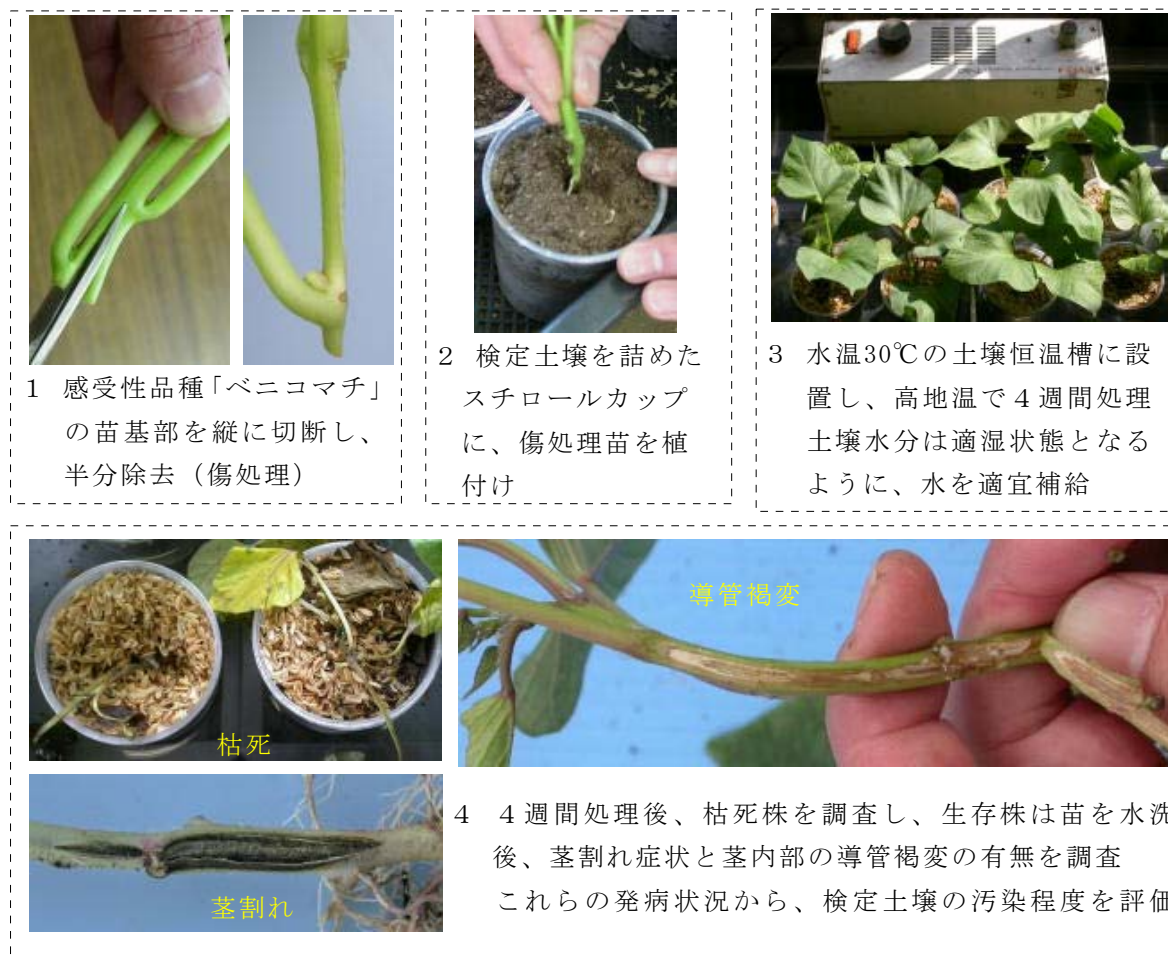 1 感受性品種「ベニコマチ」
の苗基部を縦に切断し、
半分除去（傷処理）
2 検定土壌を詰めた
スチロールカップ
に、傷処理苗を植
付け
3 水温30℃の土壌恒温槽に設
置し、高地温で４週間処理
土壌水分は適湿状態となる
ように、水を適宜補給
枯死
導管褐変
茎割れ
4 ４週間処理後、枯死株を調査し、生存株は苗を水洗
後、茎割れ症状と茎内部の導管褐変の有無を調査
これらの発病状況から、検定土壌の汚染程度を評価